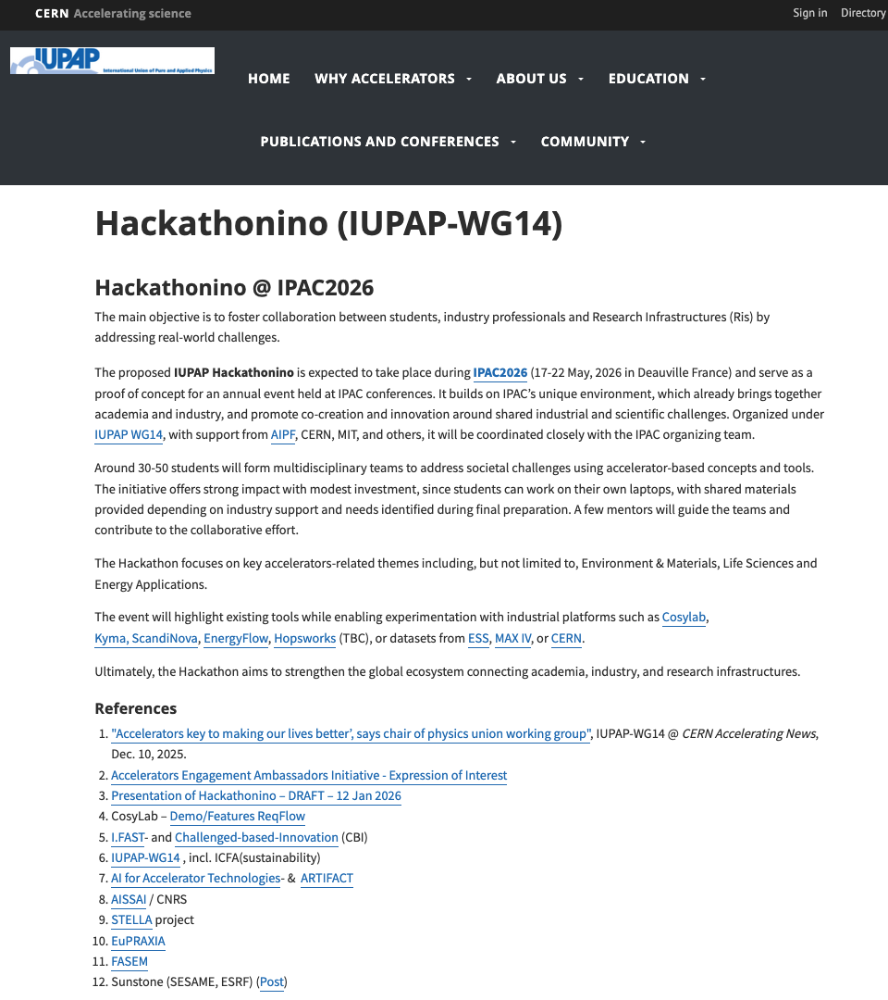 CERN Accelerating science
Sign in Directory
IUPAP
International Union of Pure and Applied Physics
HOME WHY ACCELERATORS ABOUT US EDUCATION
PUBLICATIONS AND CONFERENCES COMMUNITY
Hackathonino (IUPAP-WG14)
Hackathonino @ IPAC2026
The main objective is to foster collaboration between students, industry professionals and Research Infrastructures (Ris) by
addressing real-world challenges.
The proposed IUPAP Hackathonino is expected to take place during IPAC2026 (17-22 May, 2026 in Deauville France) and serve as a
proof of concept for an annual event held at IPAC conferences. It builds on IPAC’s unique environment, which already brings together
academia and industry, and promote co-creation and innovation around shared industrial and scientific challenges. Organized under
IUPAP WG14, with support from AIPF, CERN, MIT, and others, it will be coordinated closely with the IPAC organizing team.
Around 30-50 students will form multidisciplinary teams to address societal challenges using accelerator-based concepts and tools.
The initiative offers strong impact with modest investment, since students can work on their own laptops, with shared materials
provided depending on industry support and needs identified during final preparation. A few mentors will guide the teams and
contribute to the collaborative effort.
The Hackathon focuses on key accelerators-related themes including, but not limited to, Environment & Materials, Life Sciences and
Energy Applications.
The event will highlight existing tools while enabling experimentation with industrial platforms such as Cosylab,
Kyma, ScandiNova, EnergyFlow, Hopsworks (TBC), or datasets from ESS, MAX IV, or CERN.
Ultimately, the Hackathon aims to strengthen the global ecosystem connecting academia, industry, and research infrastructures.
References
1. "Accelerators key to making our lives better’, says chair of physics union working group", IUPAP-WG14 @ CERN Accelerating News,
Dec. 10, 2025.
2. Accelerators Engagement Ambassadors Initiative - Expression of Interest
3. Presentation of Hackathonino – DRAFT – 12 Jan 2026
4. CosyLab – Demo/Features ReqFlow
5. I.FAST- and Challenged-based-Innovation (CBI)
6. IUPAP-WG14 , incl. ICFA(sustainability)
7. AI for Accelerator Technologies- & ARTIFACT
8. AISSAI / CNRS
9. STELLA project
10. EuPRAXIA
11. FASEM
12. Sunstone (SESAME, ESRF) (Post)